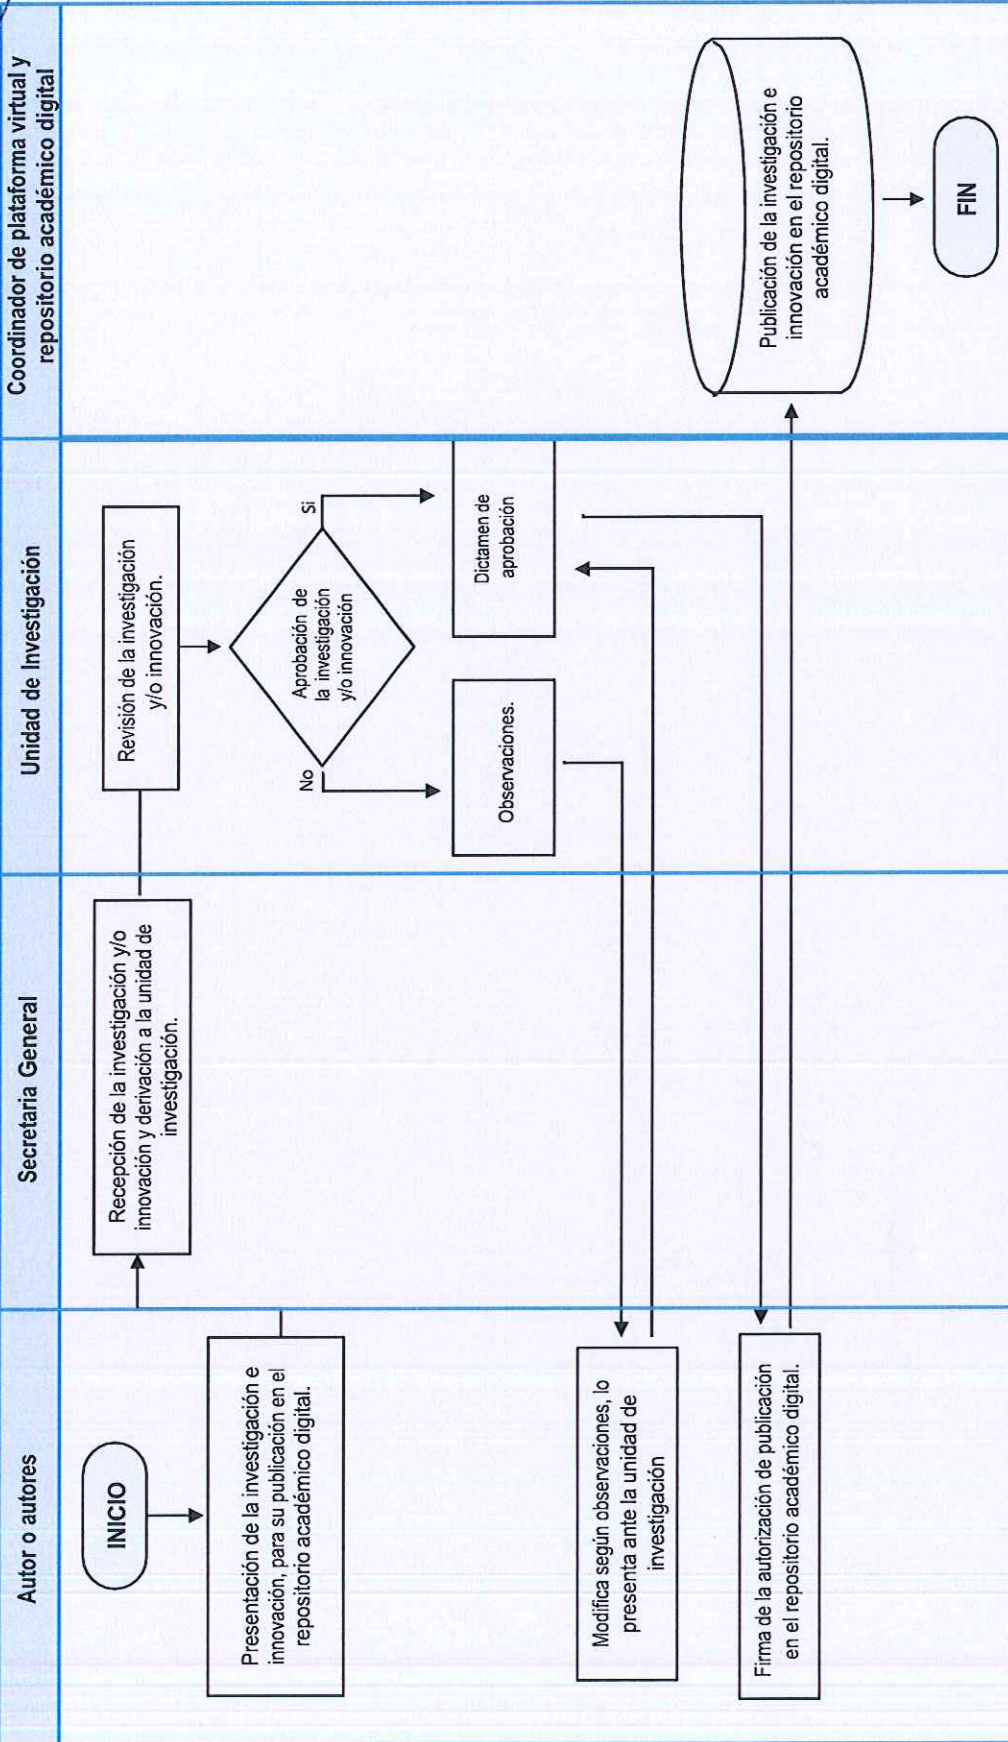 Autor o autores
Secretaria General
Unidad de Investigación
Coordinador de plataforma virtual y
repositorio académico digital
INICIO
Presentación de la investigación e
innovación, para su publicación en el
repositorio académico digital.
Recepción de la investigación y/o
innovación y derivación a la unidad de
investigación.
Revisión de la investigación
y/o innovación.
Aprobación de
la investigación
y/o innovación
No
Si
Observaciones.
Dictamen de
aprobación
Modifica según observaciones, lo
presenta ante la unidad de
investigación
Firma de la autorización de publicación
en el repositorio académico digital.
Publicación de la investigación e
innovación en el repositorio
académico digital.
FIN